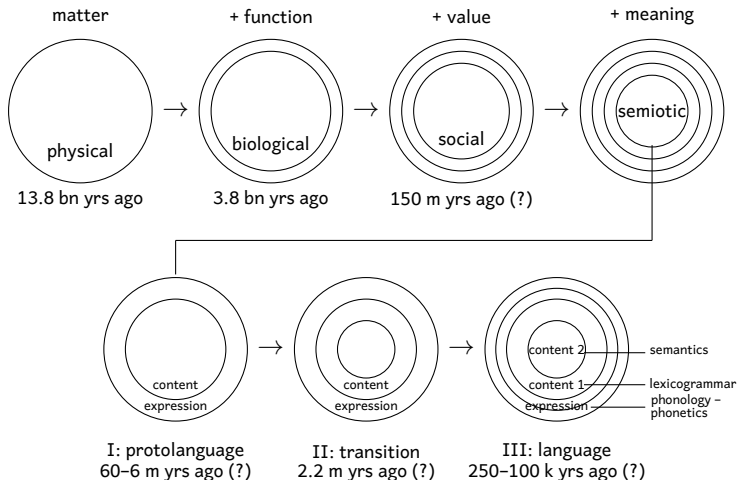 matter
+ function
+ value
+ meaning
physical
biological
social
semiotic
13.8 bn yrs ago
3.8 bn yrs ago
150 m yrs ago (?)
content
expression
content
expression
content 2
content 1
expression
semantics
lexicogrammar
phonology –
phonetics
I: protolanguage
60–6 m yrs ago (?)
II: transition
2.2 m yrs ago (?)
III: language
250–100 k yrs ago (?)